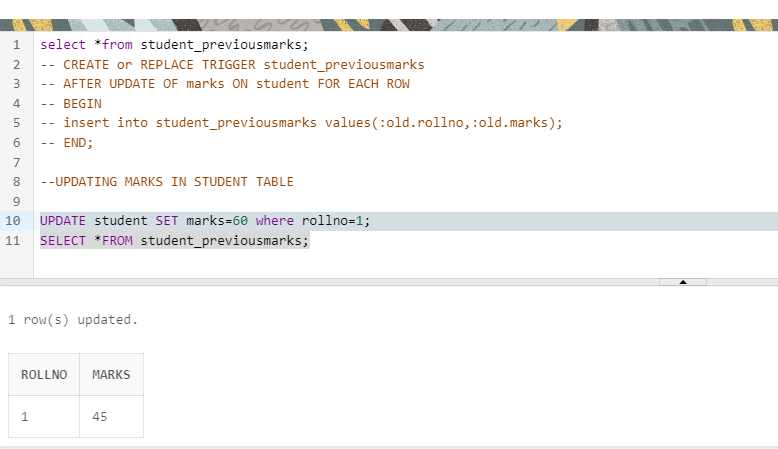 1 select *from student_previousmarks;
2 -- CREATE or REPLACE TRIGGER student_previousmarks
3 -- AFTER UPDATE OF marks ON student FOR EACH ROW
4 -- BEGIN
5 -- insert into student_previousmarks values(:old.rollno,:old.marks);
6 -- END;
7
8 --UPDATING MARKS IN STUDENT TABLE
9
10 UPDATE student SET marks=60 where rollno=1;
11 SELECT *FROM student_previousmarks;
1 row(s) updated.
ROLLNO MARKS
1 45